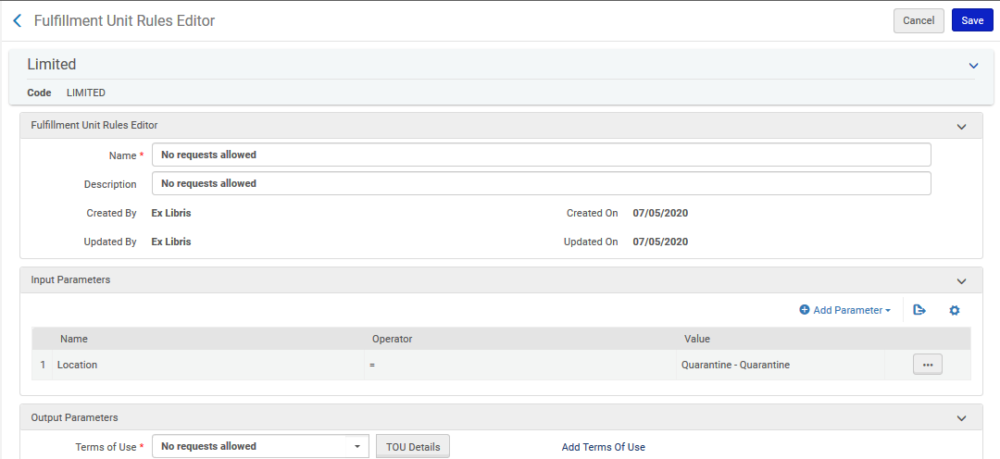 Fulfillment Unit Rules Editor Cancel Save
Limited
Code LIMITED
Fulfillment Unit Rules Editor
Name * No requests allowed
Description No requests allowed
Created By Ex Libris Created On 07/05/2020
Updated By Ex Libris Updated On 07/05/2020
Input Parameters
Add Parameter
Name Operator Value
1 Location = Quarantine - Quarantine ...
Output Parameters
Terms of Use * No requests allowed TOU Details Add Terms Of Use